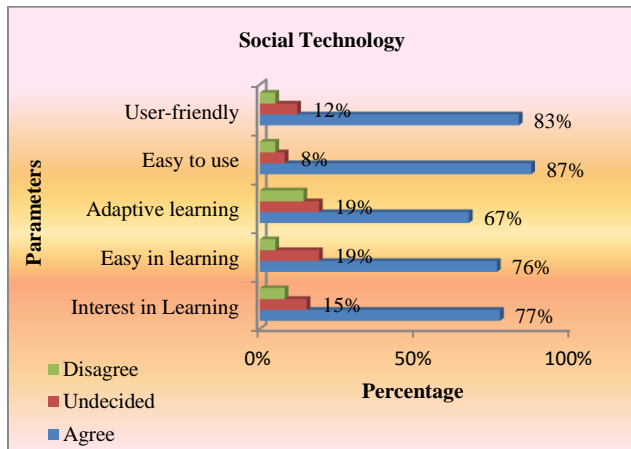 Social Technology
User-friendly
12%
83%
Easy to use
8%
87%
Adaptive learning
19%
67%
Easy in learning
19%
76%
Interest in Learning
15%
77%
Parameters
0%
50%
100%
Percentage
Disagree
Undecided
Agree